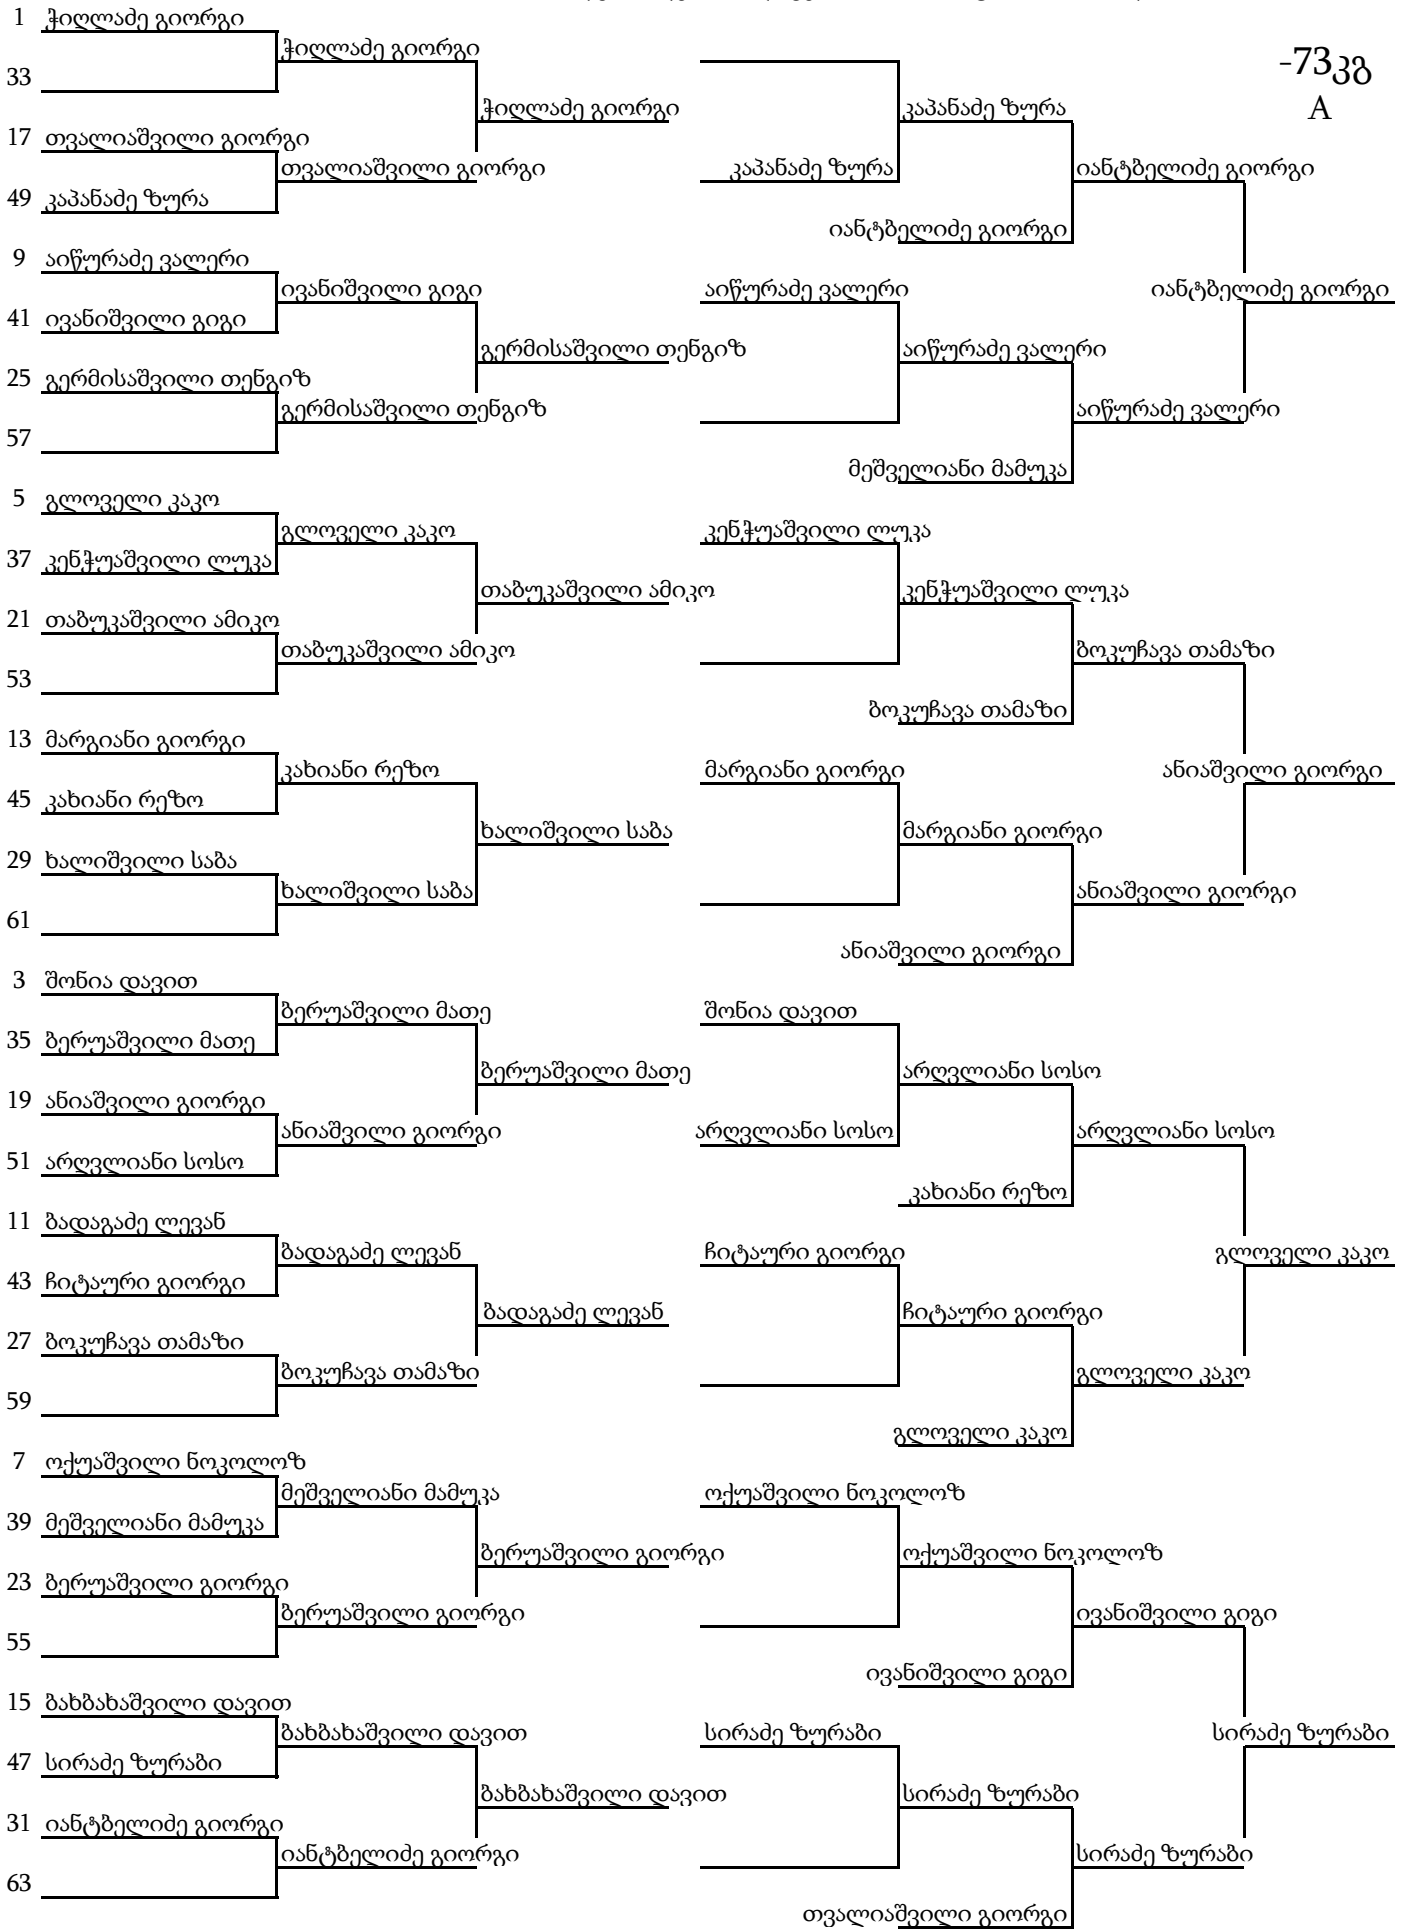 1 ჭიღლაძე გიორგი
ჭიღლაძე გიორგი
-73კგ
33
ჭიღლაძე გიორგი
კაპანაძე ზურა
A
17 თვალიაშვილი გიორგი
თვალიაშვილი გიორგი
კაპანაძე ზურა
იანტბელიძე გიორგი
49 კაპანაძე ზურა
იანტბელიძე გიორგი
9 აიწურაძე ვალერი
ივანიშვილი გიგი
აიწურაძე ვალერი
იანტბელიძე გიორგი
41 ივანიშვილი გიგი
გერმისაშვილი თენგიზ
აიწურაძე ვალერი
25 გერმისაშვილი თენგიზ
გერმისაშვილი თენგიზ
აიწურაძე ვალერი
57
მეშველიანი მამუკა
5 გლოველი კაკო
გლოველი კაკო
კენჭუაშვილი ლუკა
37 კენჭუაშვილი ლუკა
თაბუკაშვილი ამიკო
კენჭუაშვილი ლუკა
21 თაბუკაშვილი ამიკო
თაბუკაშვილი ამიკო
ბოკუჩავა თამაზი
53
ბოკუჩავა თამაზი
13 მარგიანი გიორგი
კახიანი რეზო
მარგიანი გიორგი
ანიაშვილი გიორგი
45 კახიანი რეზო
ხალიშვილი საბა
მარგიანი გიორგი
29 ხალიშვილი საბა
ხალიშვილი საბა
ანიაშვილი გიორგი
61
ანიაშვილი გიორგი
3 შონია დავით
ბერუაშვილი მათე
შონია დავით
35 ბერუაშვილი მათე
ბერუაშვილი მათე
არღვლიანი სოსო
19 ანიაშვილი გიორგი
ანიაშვილი გიორგი
არღვლიანი სოსო
არღვლიანი სოსო
51 არღვლიანი სოსო
კახიანი რეზო
11 ბადაგაძე ლევან
ბადაგაძე ლევან
ჩიტაური გიორგი
გლოველი კაკო
43 ჩიტაური გიორგი
ბადაგაძე ლევან
ჩიტაური გიორგი
27 ბოკუჩავა თამაზი
ბოკუჩავა თამაზი
გლოველი კაკო
59
გლოველი კაკო
7 ოქუაშვილი ნოკოლოზ
მეშველიანი მამუკა
ოქუაშვილი ნოკოლოზ
39 მეშველიანი მამუკა
ბერუაშვილი გიორგი
ოქუაშვილი ნოკოლოზ
23 ბერუაშვილი გიორგი
ბერუაშვილი გიორგი
ივანიშვილი გიგი
55
ივანიშვილი გიგი
15 ბახბახაშვილი დავით
ბახბახაშვილი დავით
სირაძე ზურაბი
სირაძე ზურაბი
47 სირაძე ზურაბი
ბახბახაშვილი დავით
სირაძე ზურაბი
31 იანტბელიძე გიორგი
იანტბელიძე გიორგი
სირაძე ზურაბი
63
თვალიაშვილი გიორგი